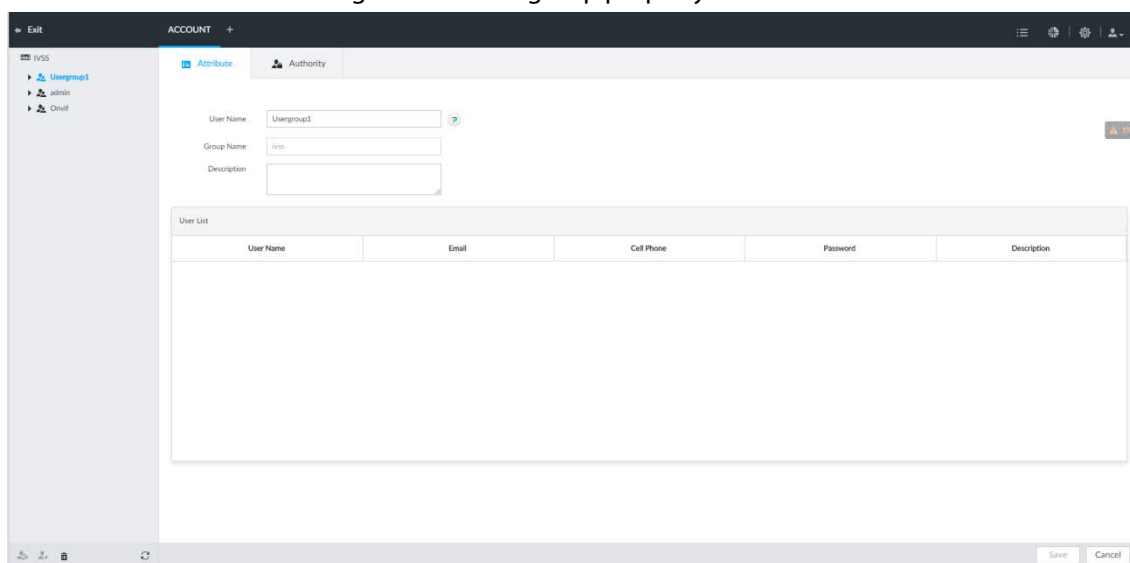 Exit
ACCOUNT +
IVSS
Usergroup1
admin
Onvif
Attribute
Authority
User Name Usergroup1 ?
Group Name ivss
Description
User List
User Name Email Cell Phone Password Description
Save Cancel